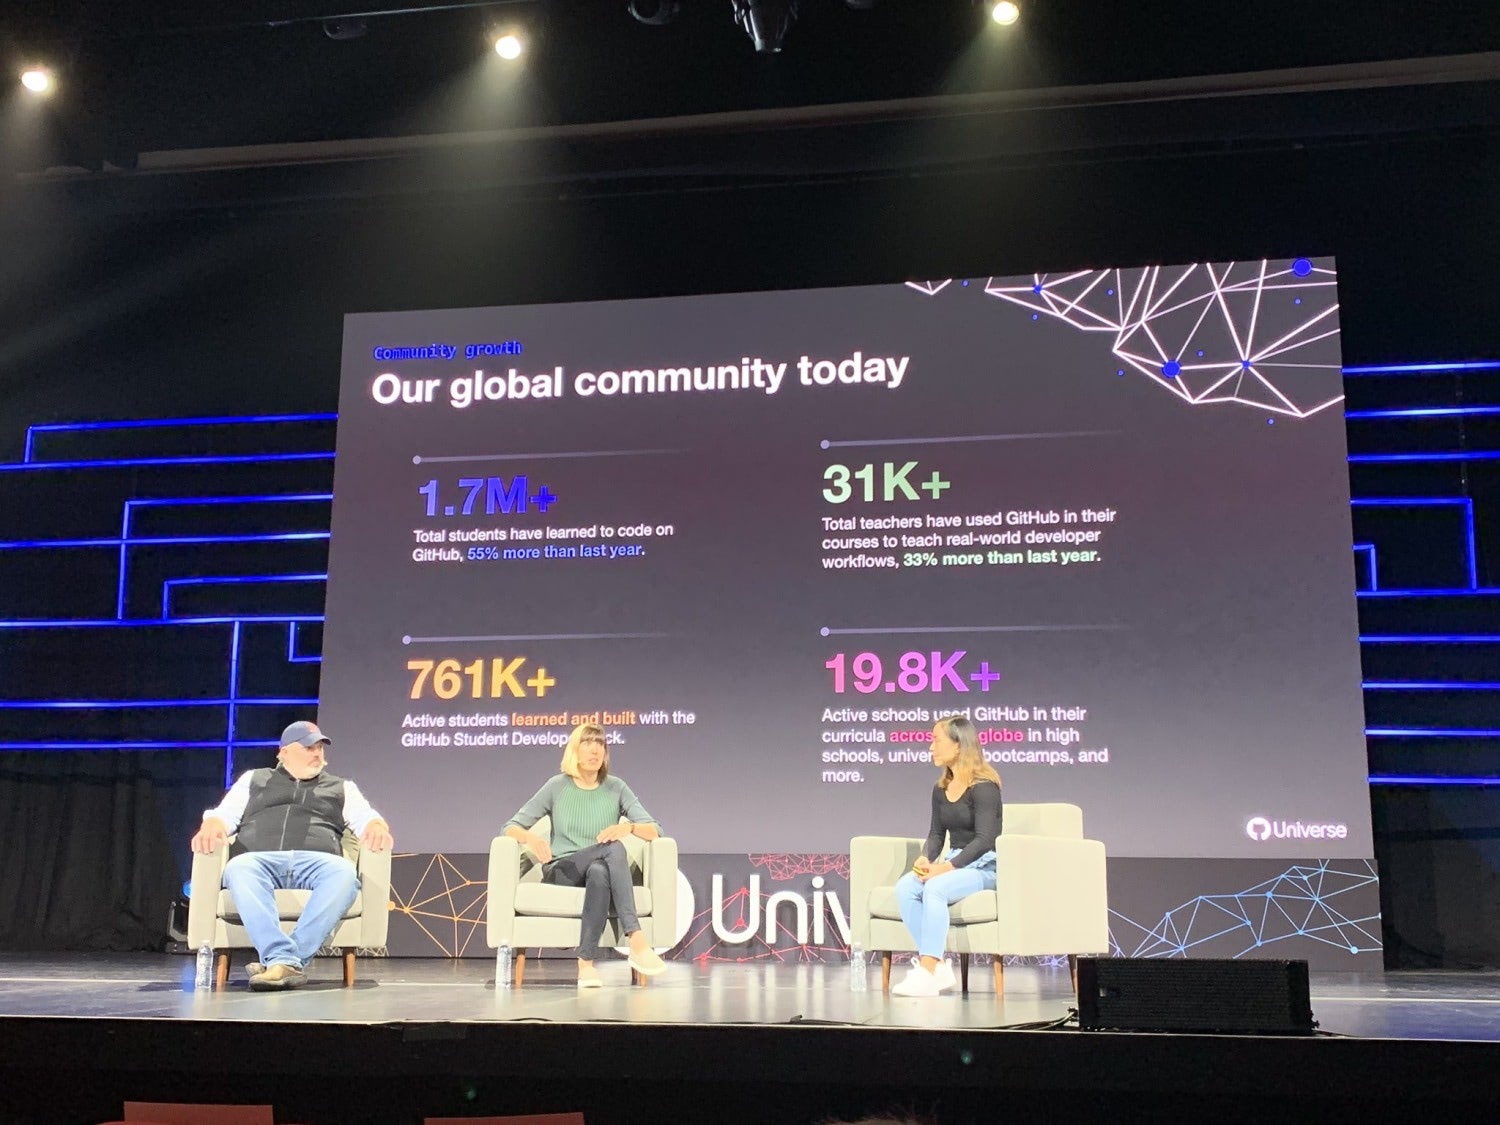 Community growth
Our global community today
1.7M+
Total students have learned to code on
GitHub, 55% more than last year.
31K+
Total teachers have used GitHub in their
courses to teach real-world developer
workflows, 33% more than last year.
761K+
Active students learned and built with the
GitHub Student
19.8K+
Active schools used GitHub in their
curricula globe in high
schools, bootcamps, and
more.
Universe
Univ